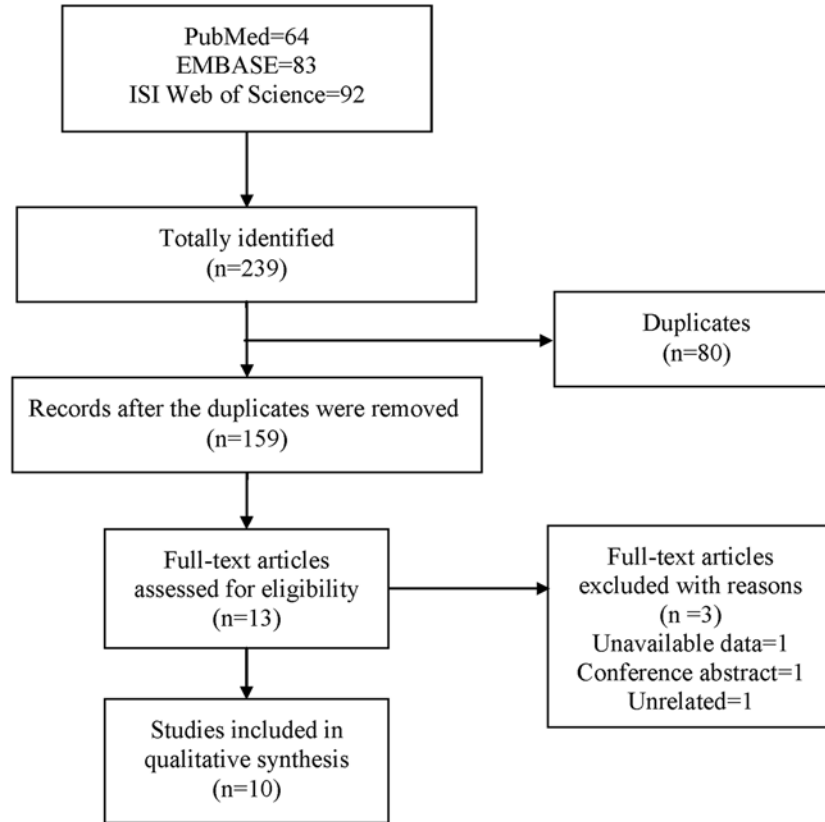 PubMed=64
EMBASE=83
ISI Web of Science=92
Totally identified
(n=239)
Duplicates
(n=80)
Records after the duplicates were removed
(n=159)
Full-text articles
assessed for eligibility
(n=13)
Full-text articles
excluded with reasons
(n =3)
Unavailable data=1
Conference abstract=1
Unrelated=1
Studies included in
qualitative synthesis
(n=10)